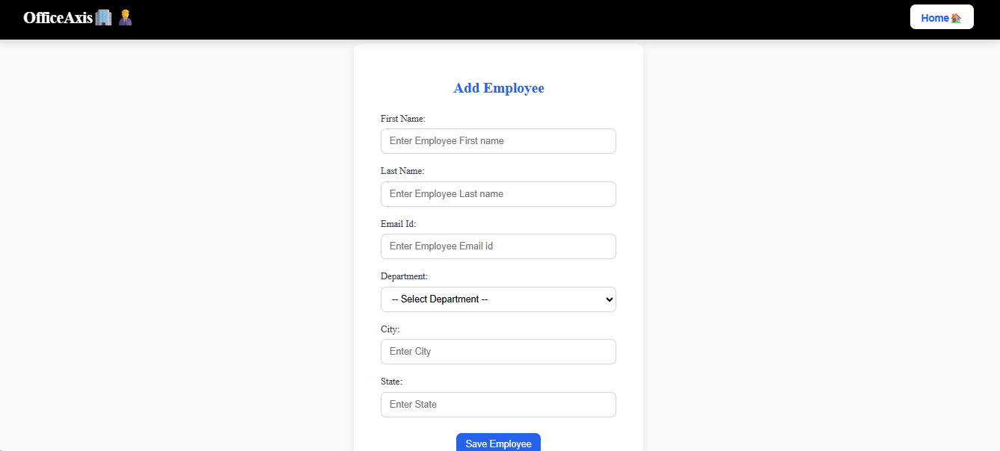 OfficeAxis🏢 👨‍💼
Home🏠
Add Employee
First Name:
Enter Employee First name
Last Name:
Enter Employee Last name
Email Id:
Enter Employee Email id
Department:
-- Select Department --
City:
Enter City
State:
Enter State
Save Employee